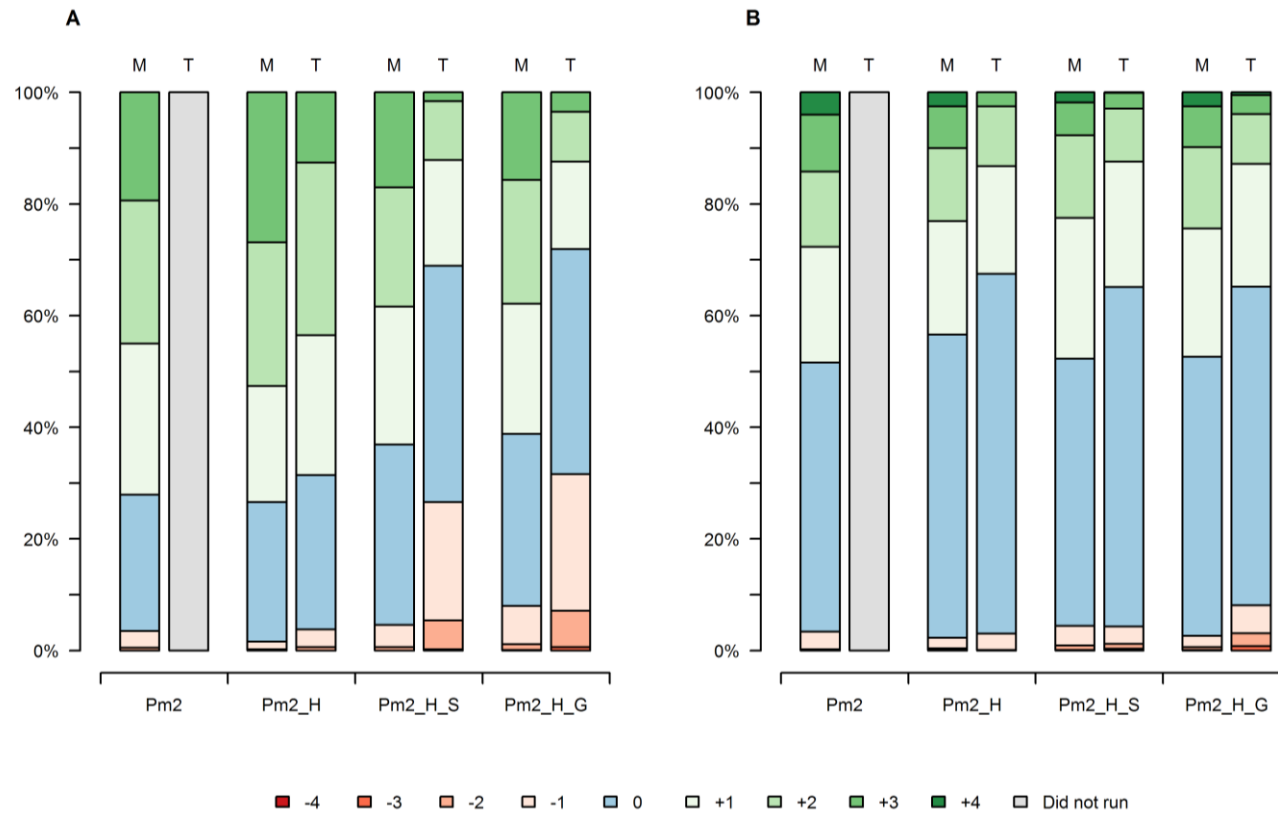 A B
M T M T M T M T M T M T M T M T
100% 100%
80% 80%
60% 60%
40% 40%
20% 20%
0% 0%
Pm2 Pm2_H Pm2_H_S Pm2_H_G Pm2 Pm2_H Pm2_H_S Pm2_H_G
-4 -3 -2 -1 0 +1 +2 +3 +4 Did not run